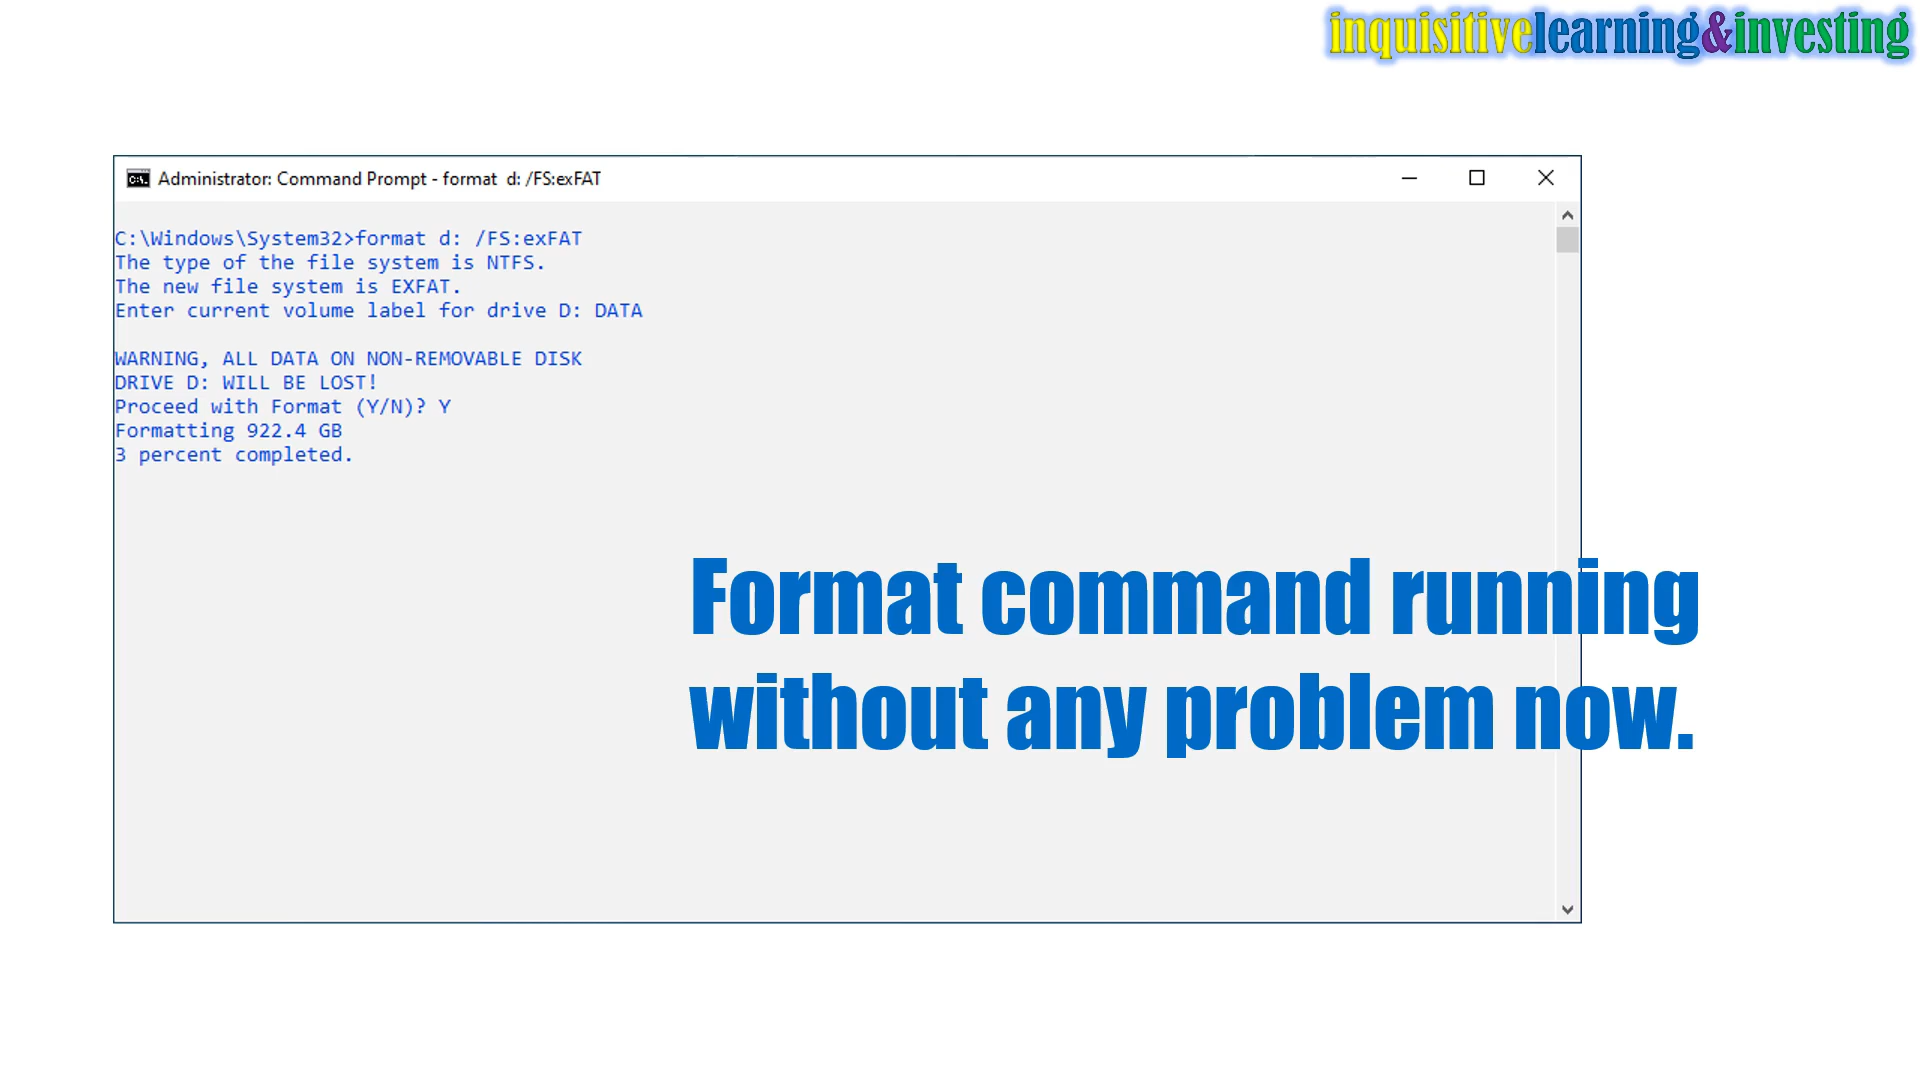 inquisitivelearning&investing
Administrator: Command Prompt - format  d: /FS:exFAT
C:\Windows\System32>format d: /FS:exFAT
The type of the file system is NTFS.
The new file system is EXFAT.
Enter current volume label for drive D: DATA
WARNING, ALL DATA ON NON-REMOVABLE DISK
DRIVE D: WILL BE LOST!
Proceed with Format (Y/N)? Y
Formatting 922.4 GB
3 percent completed.
Format command running
without any problem now.